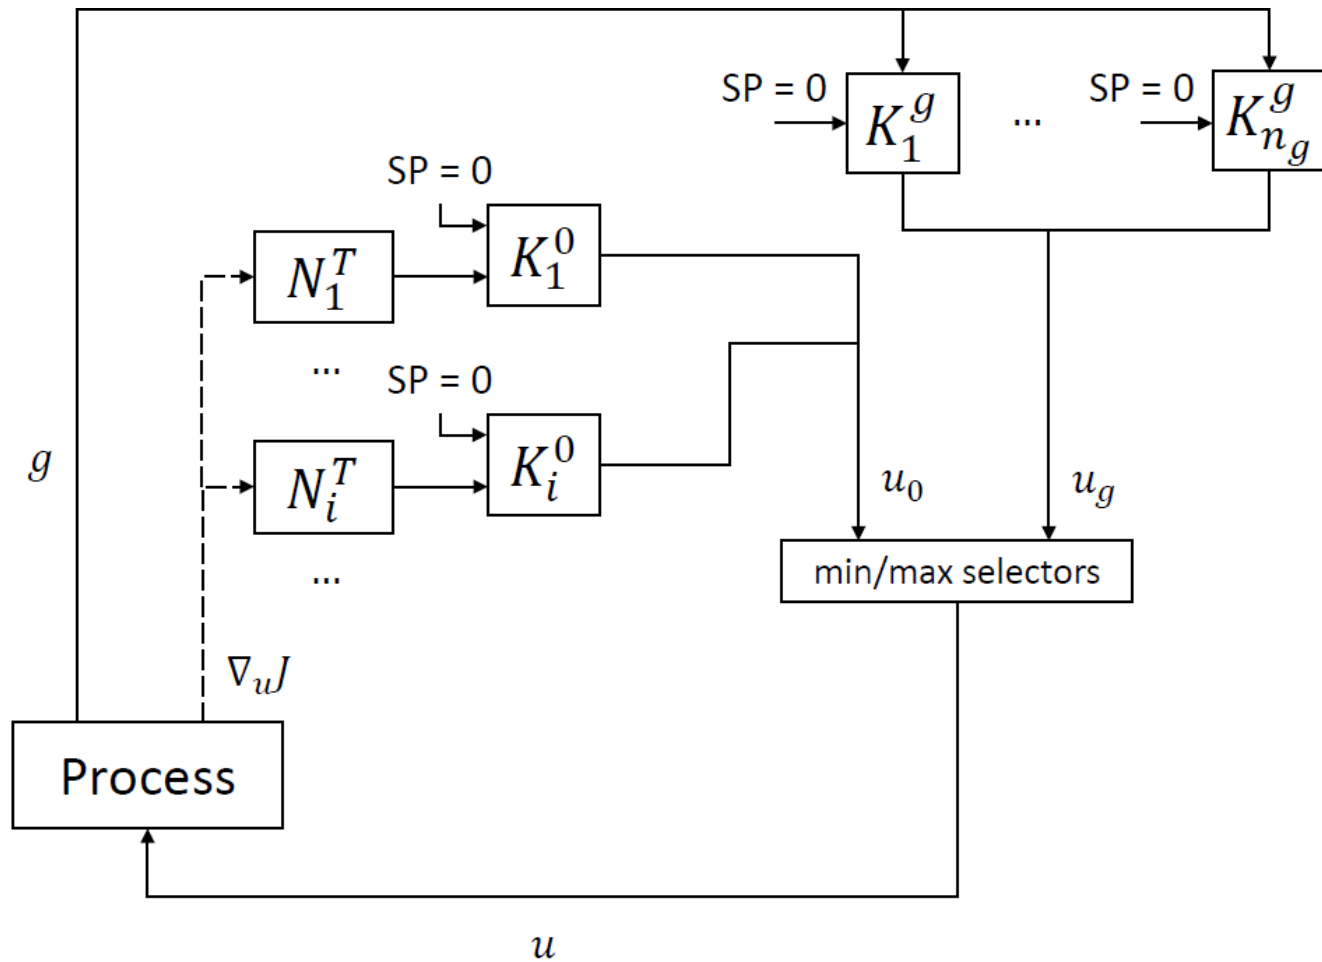 SP = 0
K_1^g
...
SP = 0
K_{n_g}^g
SP = 0
N_1^T
K_1^0
...
SP = 0
N_i^T
K_i^0
...
g
u_0
u_g
min/max selectors
∇_u J
Process
u